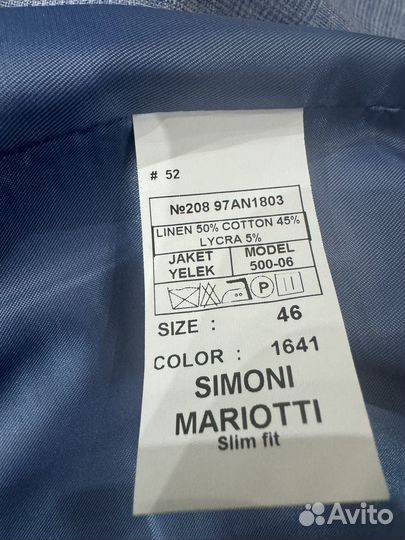 # 52
№208 97AN1803
LINEN 50% COTTON 45%
LYCRA 5%
JAKET YELEK
MODEL 500-06
P
SIZE : 46
COLOR : 1641
SIMONI
MARIOTTI
Slim fit
Avito